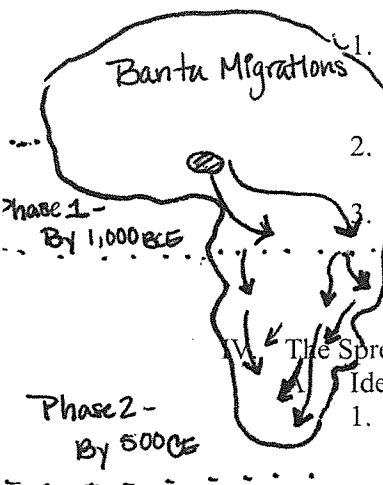 Banta Migrations
1.
2.
3.
Phase 1-
By 1,000 BCE
IV. The Spre
A. Ide
1.
Phase 2-
By 500 CE